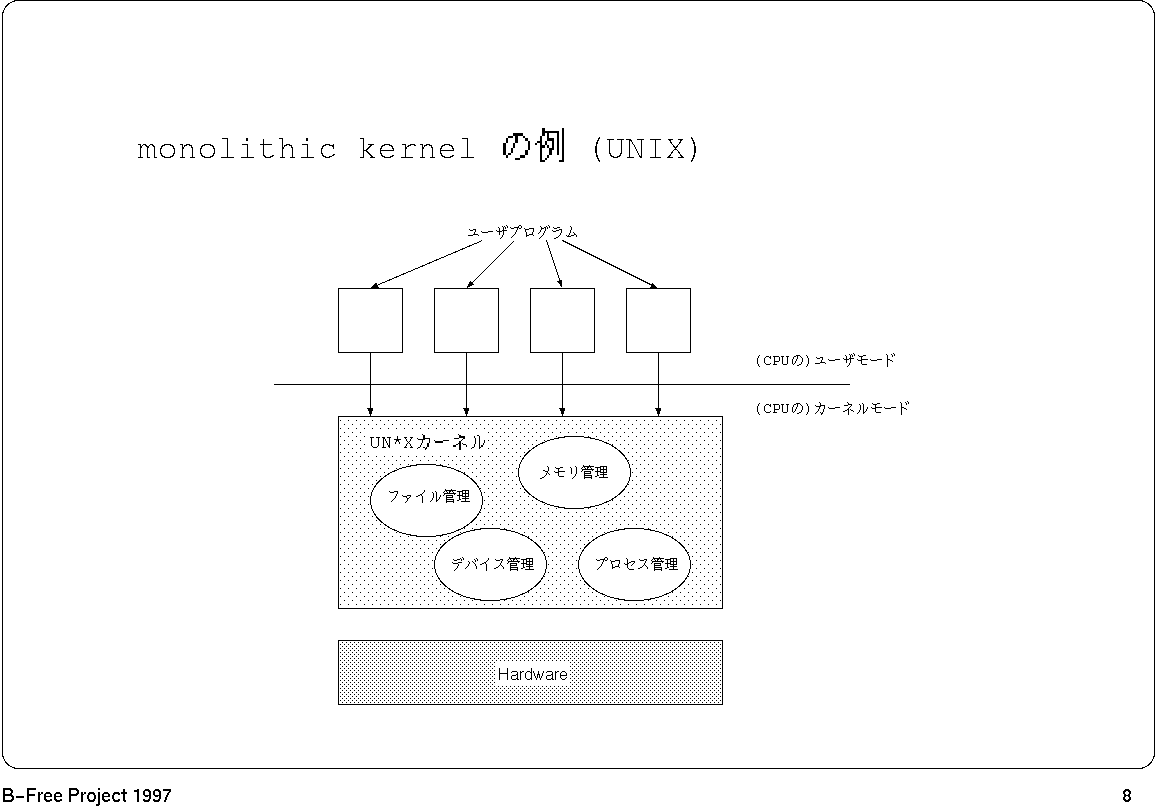 monolithic kernel の例 (UNIX)
ユーザプログラム
(CPUの)ユーザモード
(CPUの)カーネルモード
UN*Xカーネル
メモリ管理
ファイル管理
デバイス管理
プロセス管理
Hardware
B-Free Project 1997
8